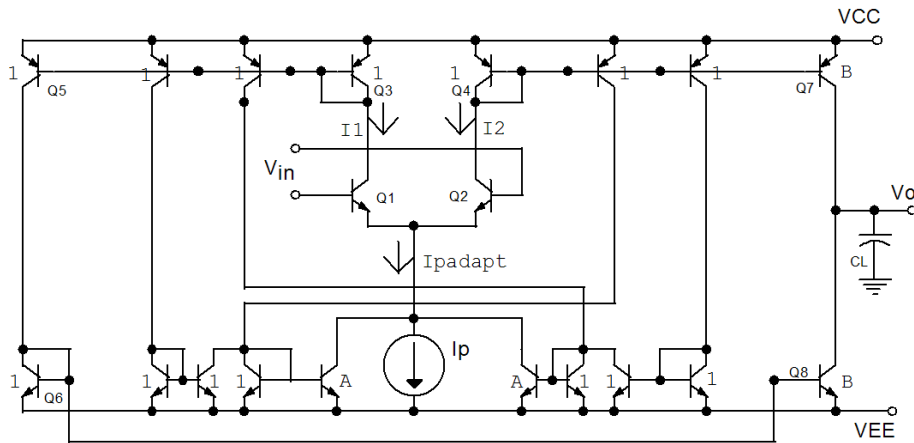 VCC
1 Q5 1 1 1 Q3 1 Q4 1 1 Q7 B
I1 I2
Vin
Q1 Q2
Vo
Ipadapt
CL
Ip
1 Q6 1 1 1 A A 1 1 1 Q8 B
VEE